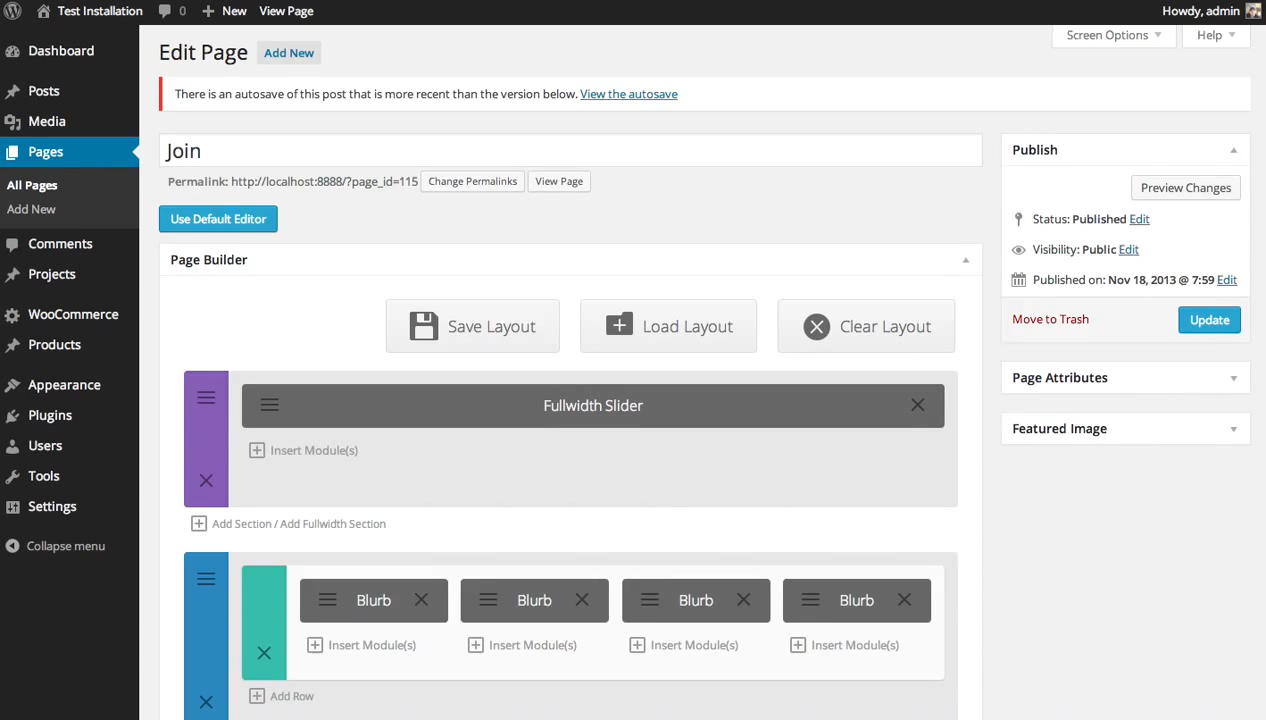 Test Installation 0 New View Page Howdy, admin
Dashboard
Posts
Media
Pages
All Pages
Add New
Comments
Projects
WooCommerce
Products
Appearance
Plugins
Users
Tools
Settings
Collapse menu
Screen Options Help
Edit Page Add New
There is an autosave of this post that is more recent than the version below. View the autosave
Join
Permalink: http://localhost:8888/?page_id=115 Change Permalinks View Page
Use Default Editor
Page Builder
Save Layout Load Layout Clear Layout
Fullwidth Slider
Insert Module(s)
Add Section / Add Fullwidth Section
Blurb Blurb Blurb Blurb
Insert Module(s) Insert Module(s) Insert Module(s) Insert Module(s)
Add Row
Publish
Preview Changes
Status: Published Edit
Visibility: Public Edit
Published on: Nov 18, 2013 @ 7:59 Edit
Move to Trash Update
Page Attributes
Featured Image